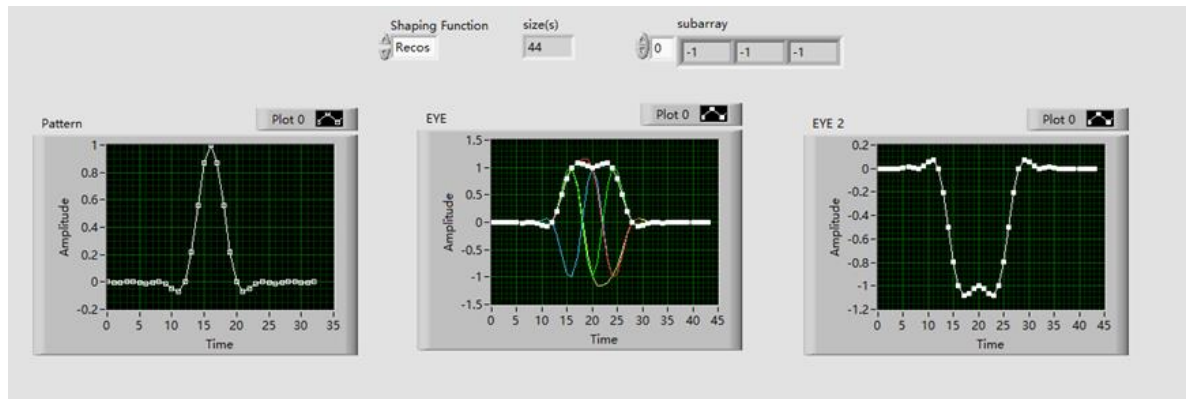 Shaping Function
Recos
size(s)
44
subarray
0
-1
-1
-1
Pattern
Plot 0
1
0.8
0.6
0.4
0.2
0
-0.2
Amplitude
0 5 10 15 20 25 30 35
Time
EYE
Plot 0
1.5
1
0.5
0
-0.5
-1
-1.5
Amplitude
0 5 10 15 20 25 30 35 40 45
Time
EYE 2
Plot 0
0.2
0
-0.2
-0.4
-0.6
-0.8
-1
-1.2
Amplitude
0 5 10 15 20 25 30 35 40 45
Time